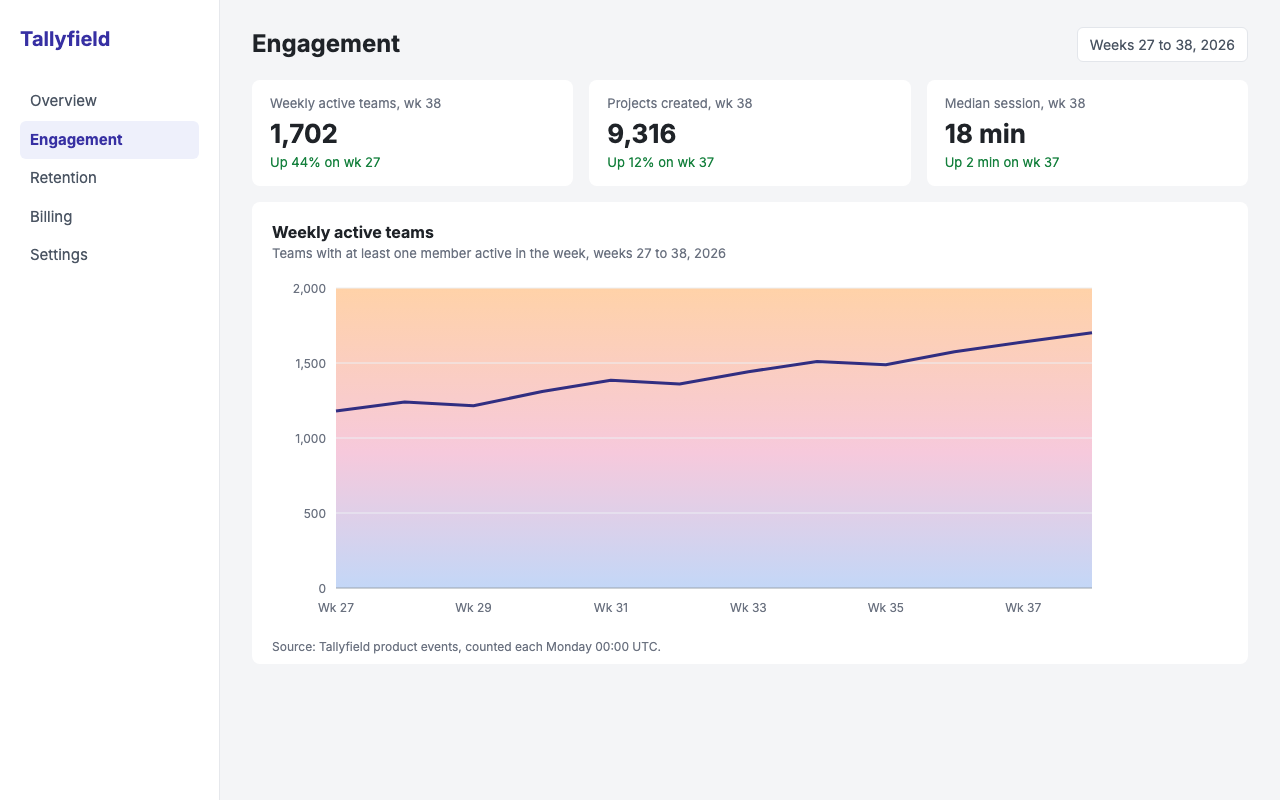 Tallyfield
Overview
Engagement
Retention
Billing
Settings
Engagement
Weeks 27 to 38, 2026
Weekly active teams, wk 38
1,702
Up 44% on wk 27
Projects created, wk 38
9,316
Up 12% on wk 37
Median session, wk 38
18 min
Up 2 min on wk 37
Weekly active teams
Teams with at least one member active in the week, weeks 27 to 38, 2026
2,000
1,500
1,000
500
0
Wk 27 Wk 29 Wk 31 Wk 33 Wk 35 Wk 37
Source: Tallyfield product events, counted each Monday 00:00 UTC.